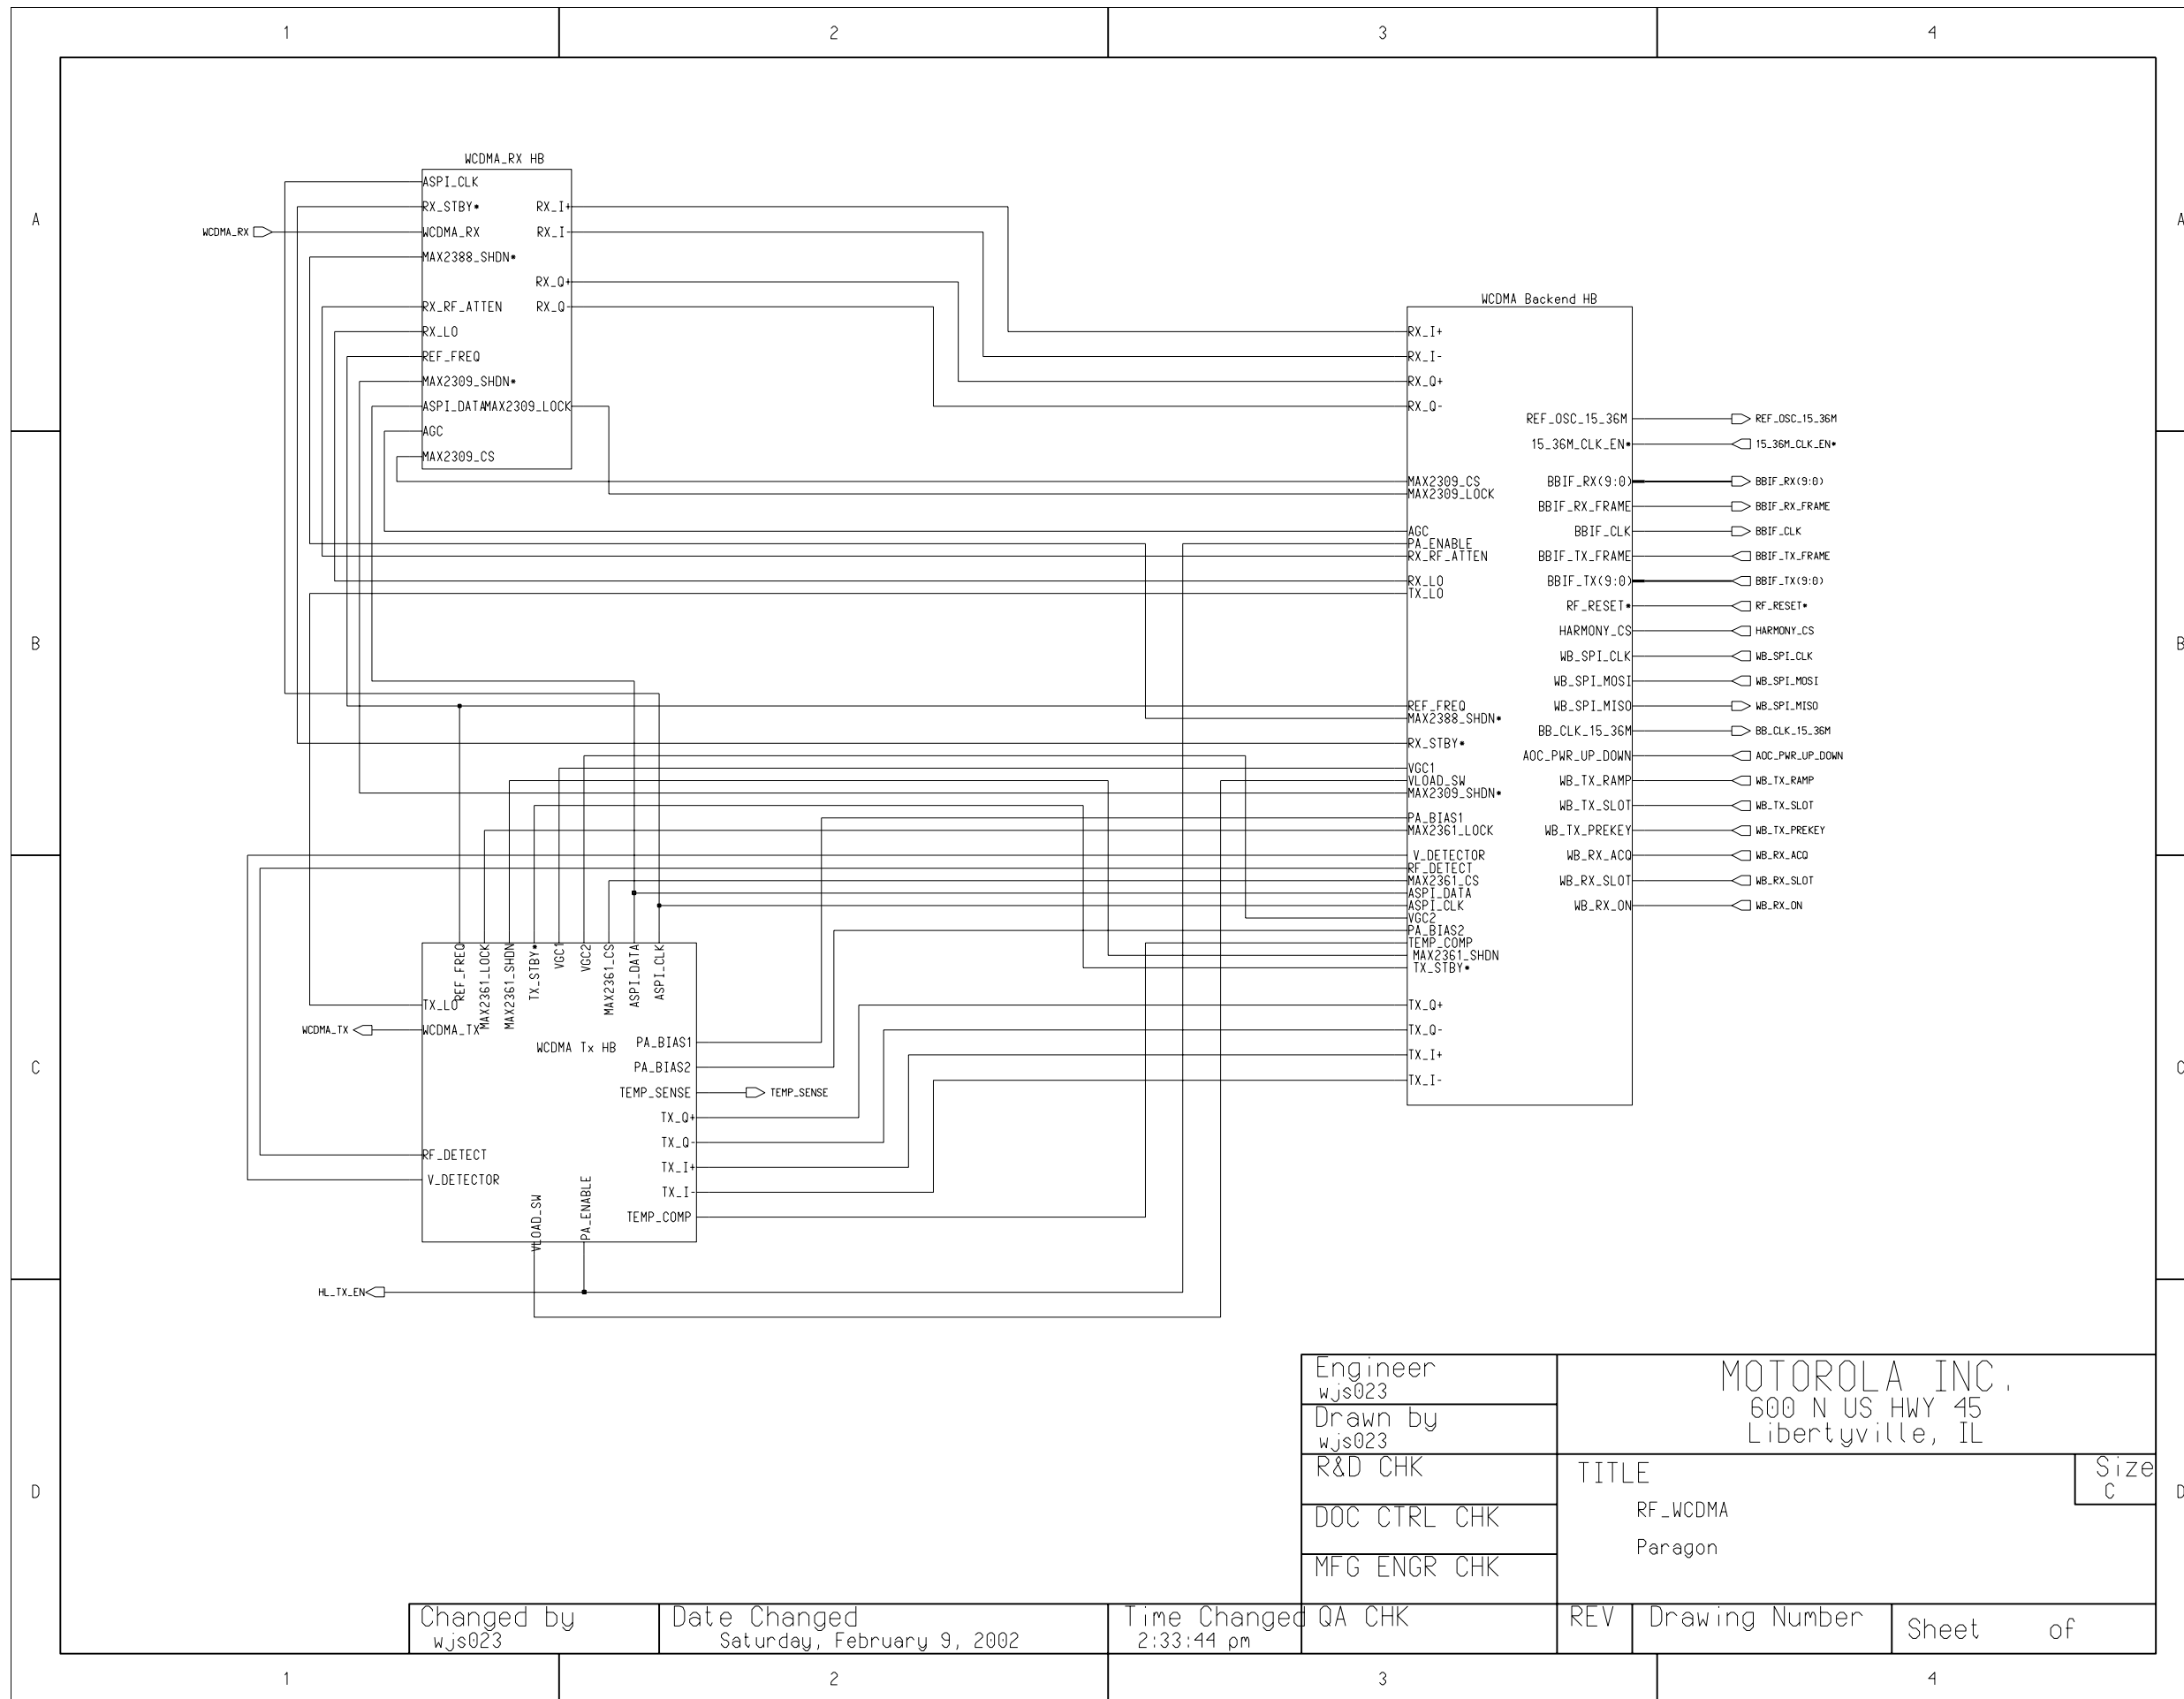 1 2 3 4
A A
B B
C C
D D
WCDMA_RX HB
ASPI_CLK
RX_STBY* RX_I+
WCDMA_RX WCDMA_RX RX_I-
MAX2388_SHDN*
RX_Q+
RX_RF_ATTEN RX_Q-
RX_LO
REF_FREQ
MAX2309_SHDN*
ASPI_DATA MAX2309_LOCK
AGC
MAX2309_CS
WCDMA Backend HB
RX_I+
RX_I-
RX_Q+
RX_Q-
MAX2309_CS
MAX2309_LOCK
AGC
PA_ENABLE
RX_RF_ATTEN
RX_LO
TX_LO
REF_FREQ
MAX2388_SHDN*
RX_STBY*
VGC1
VLOAD_SW
MAX2309_SHDN*
PA_BIAS1
MAX2361_LOCK
V_DETECTOR
RF_DETECT
MAX2361_CS
ASPI_DATA
ASPI_CLK
VGC2
PA_BIAS2
TEMP_COMP
MAX2361_SHDN
TX_STBY*
TX_Q+
TX_Q-
TX_I+
TX_I-
REF_OSC_15_36M REF_OSC_15_36M
15_36M_CLK_EN* 15_36M_CLK_EN*
BBIF_RX(9:0) BBIF_RX(9:0)
BBIF_RX_FRAME BBIF_RX_FRAME
BBIF_CLK BBIF_CLK
BBIF_TX_FRAME BBIF_TX_FRAME
BBIF_TX(9:0) BBIF_TX(9:0)
RF_RESET* RF_RESET*
HARMONY_CS HARMONY_CS
WB_SPI_CLK WB_SPI_CLK
WB_SPI_MOSI WB_SPI_MOSI
WB_SPI_MISO WB_SPI_MISO
BB_CLK_15_36M BB_CLK_15_36M
AOC_PWR_UP_DOWN AOC_PWR_UP_DOWN
WB_TX_RAMP WB_TX_RAMP
WB_TX_SLOT WB_TX_SLOT
WB_TX_PREKEY WB_TX_PREKEY
WB_RX_ACQ WB_RX_ACQ
WB_RX_SLOT WB_RX_SLOT
WB_RX_ON WB_RX_ON
REF_FREQ
MAX2361_LOCK
MAX2361_SHDN
TX_STBY*
VGC1
VGC2
MAX2361_CS
ASPI_DATA
ASPI_CLK
TX_LO
WCDMA_TX WCDMA_TX
WCDMA Tx HB
PA_BIAS1
PA_BIAS2
TEMP_SENSE TEMP_SENSE
TX_Q+
TX_Q-
TX_I+
TX_I-
TEMP_COMP
RF_DETECT
V_DETECTOR
VLOAD_SW
PA_ENABLE
HL_TX_EN
Engineer
wjs023
Drawn by
wjs023
R&D CHK
DOC CTRL CHK
MFG ENGR CHK
QA CHK
MOTOROLA INC.
600 N US HWY 45
Libertyville, IL
TITLE
RF_WCDMA
Paragon
Size
C
REV
Drawing Number
Sheet of
Changed by
wjs023
Date Changed
Saturday, February 9, 2002
Time Changed
2:33:44 pm
1 2 3 4